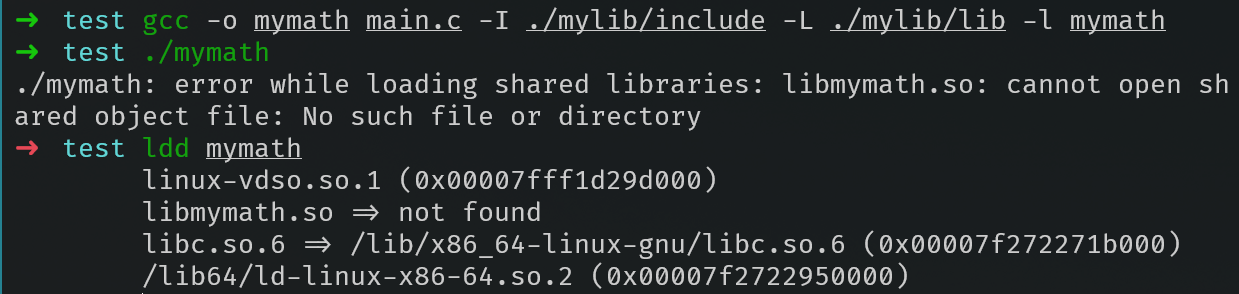 ➜ test gcc -o mymath main.c -I ./mylib/include -L ./mylib/lib -l mymath
➜ test ./mymath
./mymath: error while loading shared libraries: libmymath.so: cannot open sh
ared object file: No such file or directory
➜ test ldd mymath
linux-vdso.so.1 (0x00007fff1d29d000)
libmymath.so => not found
libc.so.6 => /lib/x86_64-linux-gnu/libc.so.6 (0x00007f272271b000)
/lib64/ld-linux-x86-64.so.2 (0x00007f2722950000)